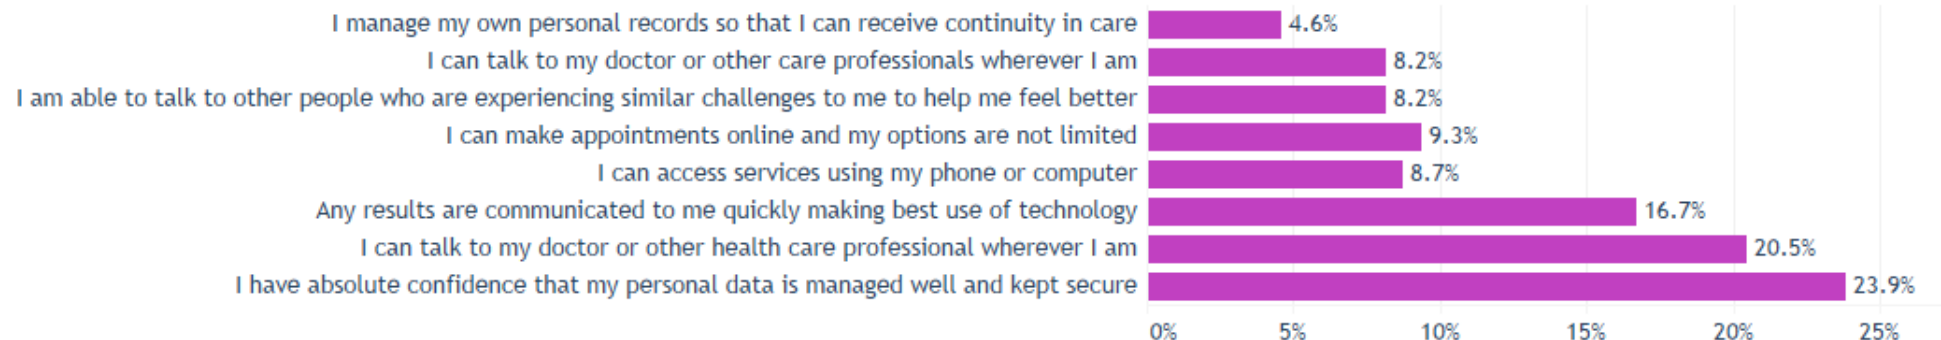 I manage my own personal records so that I can receive continuity in care 4.6%
I can talk to my doctor or other care professionals wherever I am 8.2%
I am able to talk to other people who are experiencing similar challenges to me to help me feel better 8.2%
I can make appointments online and my options are not limited 9.3%
I can access services using my phone or computer 8.7%
Any results are communicated to me quickly making best use of technology 16.7%
I can talk to my doctor or other health care professional wherever I am 20.5%
I have absolute confidence that my personal data is managed well and kept secure 23.9%
0% 5% 10% 15% 20% 25%